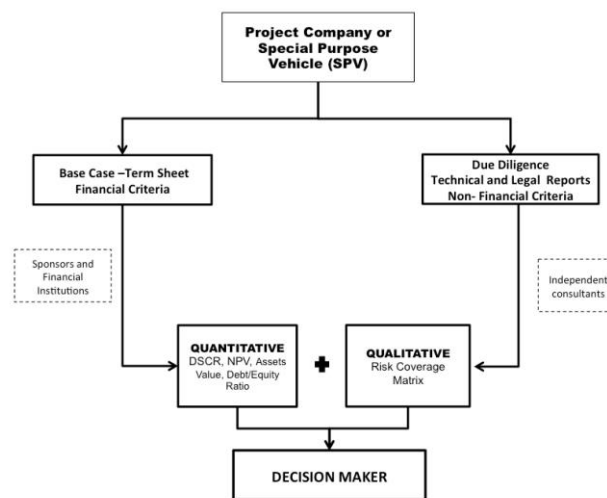 Project Company or
Special Purpose
Vehicle (SPV)
Base Case –Term Sheet
Financial Criteria
Due Diligence
Technical and Legal Reports
Non- Financial Criteria
Sponsors and
Financial
Institutions
Independent
consultants
QUANTITATIVE
DSCR, NPV, Assets
Value, Debt/Equity
Ratio
QUALITATIVE
Risk Coverage
Matrix
DECISION MAKER